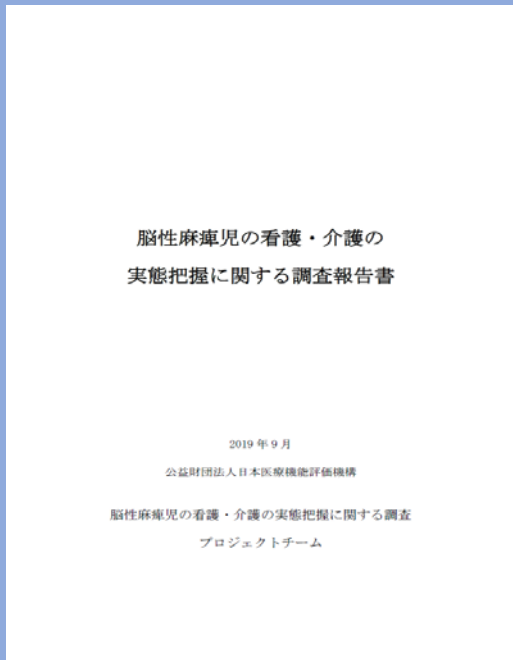 脳性麻痺児の看護・介護の
実態把握に関する調査報告書
2019 年 9 月
公益財団法人日本医療機能評価機構
脳性麻痺児の看護・介護の実態把握に関する調査
プロジェクトチーム